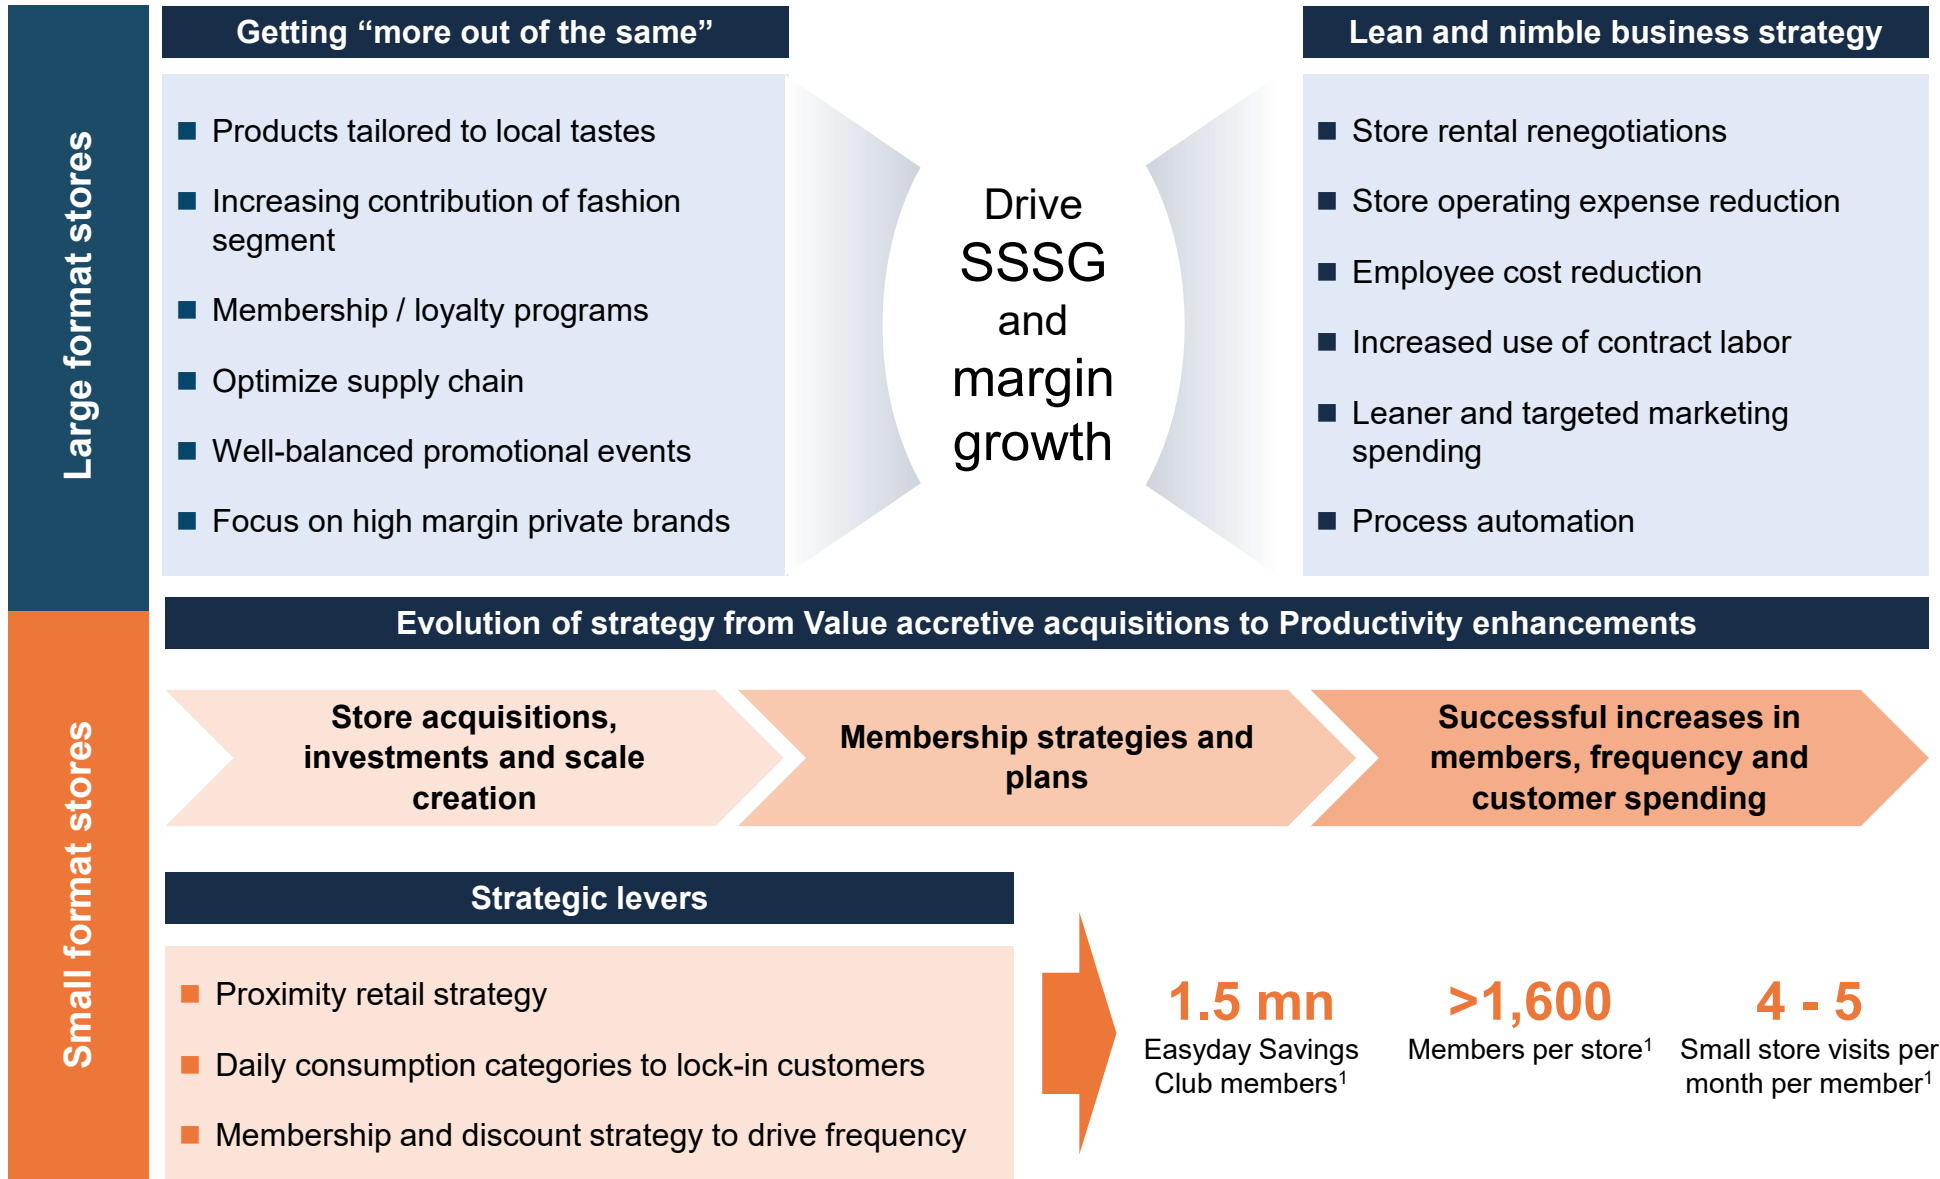 Large format stores
Getting “more out of the same”
Products tailored to local tastes
Increasing contribution of fashion
segment
Membership / loyalty programs
Optimize supply chain
Well-balanced promotional events
Focus on high margin private brands
Drive
SSSG
and
margin
growth
Lean and nimble business strategy
Store rental renegotiations
Store operating expense reduction
Employee cost reduction
Increased use of contract labor
Leaner and targeted marketing
spending
Process automation
Small format stores
Evolution of strategy from Value accretive acquisitions to Productivity enhancements
Store acquisitions,
investments and scale
creation
Membership strategies and
plans
Successful increases in
members, frequency and
customer spending
Strategic levers
Proximity retail strategy
Daily consumption categories to lock-in customers
Membership and discount strategy to drive frequency
1.5 mn
Easyday Savings
Club members¹
>1,600
Members per store¹
4 - 5
Small store visits per
month per member¹